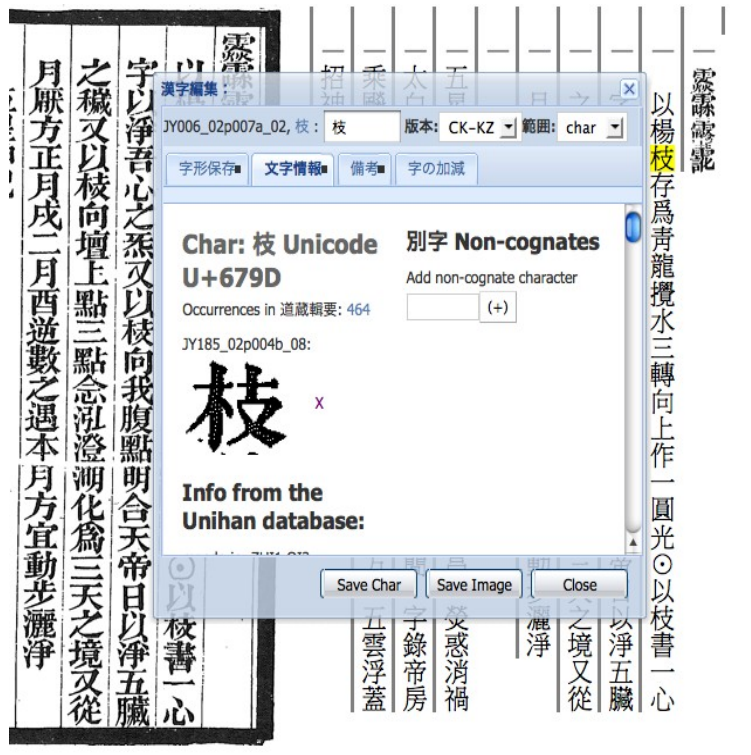 以楊枝存爲青龍攪水三轉向上作一圓光⊙以枝書一心
以淨五臟
之境又從
灑淨
五星
熒惑消禍
太白
字錄帝房
乘飈
五雲浮蓋
招神
漢字編集：
JY006_02p007a_02, 枝： 枝 版本: CK-KZ 範囲: char
字形保存 文字情報 備考 字の加減
Char: 枝 Unicode
U+679D
Occurrences in 道蔵輯要: 464
JY185_02p004b_08:
枝 X
Info from the
Unihan database:
別字 Non-cognates
Add non-cognate character
(+)
Save Char Save Image Close
⊙以枝書一心
字以淨吾心之炁又以枝向我腹點明合天帝日以淨五臟
之穢又以枝向壇上點三點念泓澄湖化爲三天之境又從
月厭方正月戌二月酉逆數之遇本月方宜動步灑淨